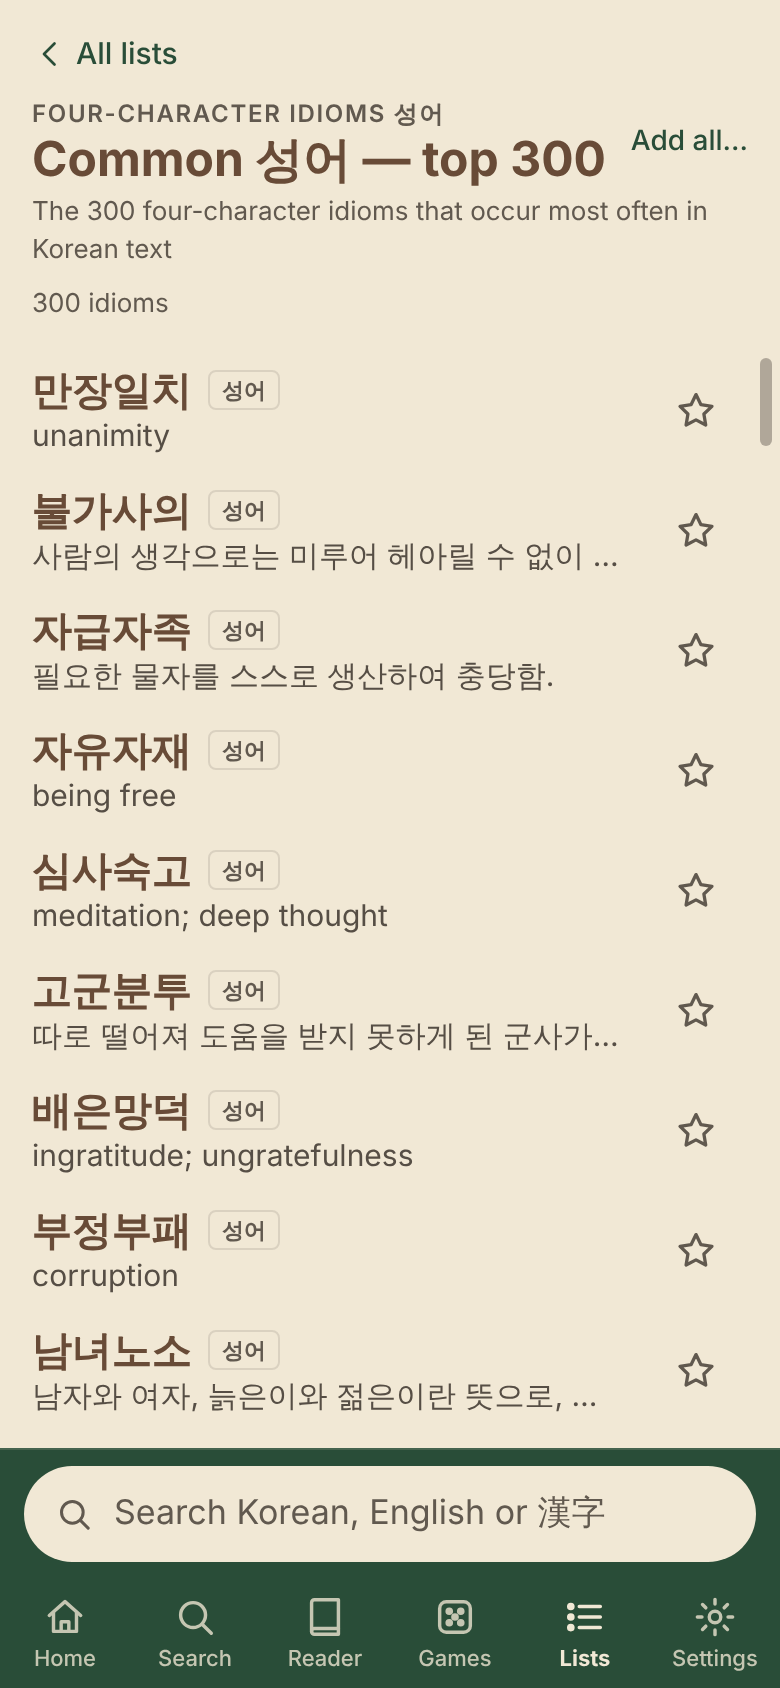 All lists
FOUR-CHARACTER IDIOMS 성어
Common 성어 — top 300
Add all...
The 300 four-character idioms that occur most often in
Korean text
300 idioms
만장일치 성어
unanimity
불가사의 성어
사람의 생각으로는 미루어 헤아릴 수 없이 ...
자급자족 성어
필요한 물자를 스스로 생산하여 충당함.
자유자재 성어
being free
심사숙고 성어
meditation; deep thought
고군분투 성어
따로 떨어져 도움을 받지 못하게 된 군사가...
배은망덕 성어
ingratitude; ungratefulness
부정부패 성어
corruption
남녀노소 성어
남자와 여자, 늙은이와 젊은이란 뜻으로, ...
Search Korean, English or 漢字
Home Search Reader Games Lists Settings